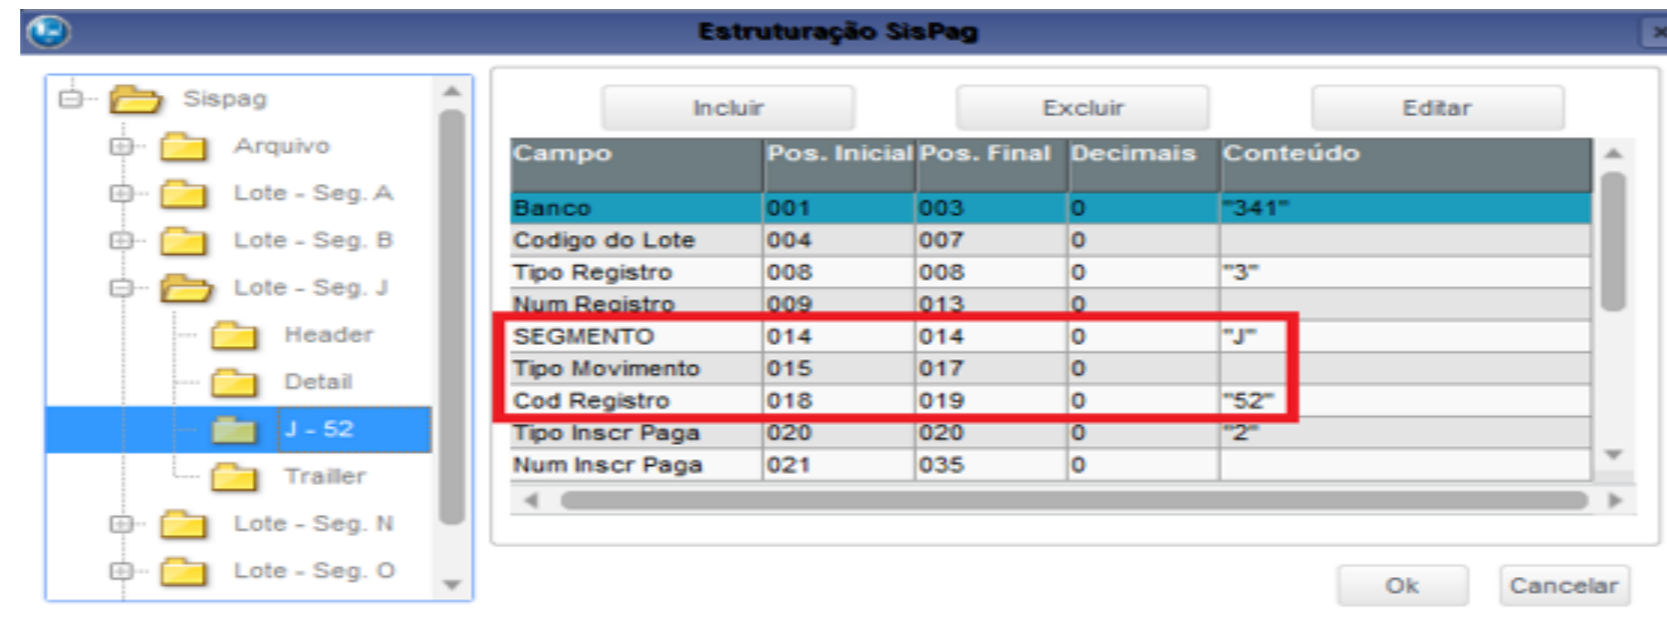 Estruturação SisPag
Sispag
Arquivo
Lote - Seg. A
Lote - Seg. B
Lote - Seg. J
Header
Detail
J - 52
Trailler
Lote - Seg. N
Lote - Seg. O
Incluir Excluir Editar
Campo Pos. Inicial Pos. Final Decimais Conteúdo
Banco 001 003 0 "341"
Codigo do Lote 004 007 0
Tipo Registro 008 008 0 "3"
Num Registro 009 013 0
SEGMENTO 014 014 0 "J"
Tipo Movimento 015 017 0
Cod Registro 018 019 0 "52"
Tipo Inscr Paga 020 020 0 "2"
Num Inscr Paga 021 035 0
Ok Cancelar